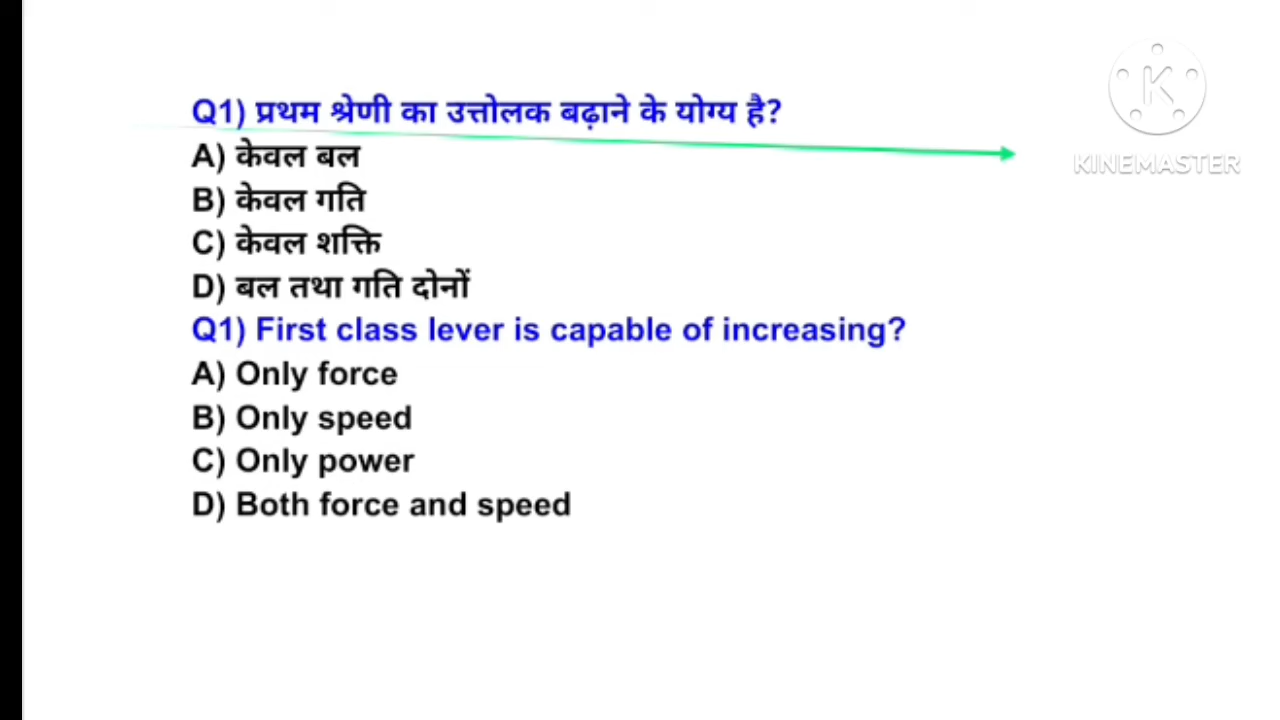 Q1) प्रथम श्रेणी का उत्तोलक बढ़ाने के योग्य है?
A) केवल बल
B) केवल गति
C) केवल शक्ति
D) बल तथा गति दोनों
Q1) First class lever is capable of increasing?
A) Only force
B) Only speed
C) Only power
D) Both force and speed
K
KINEMASTER